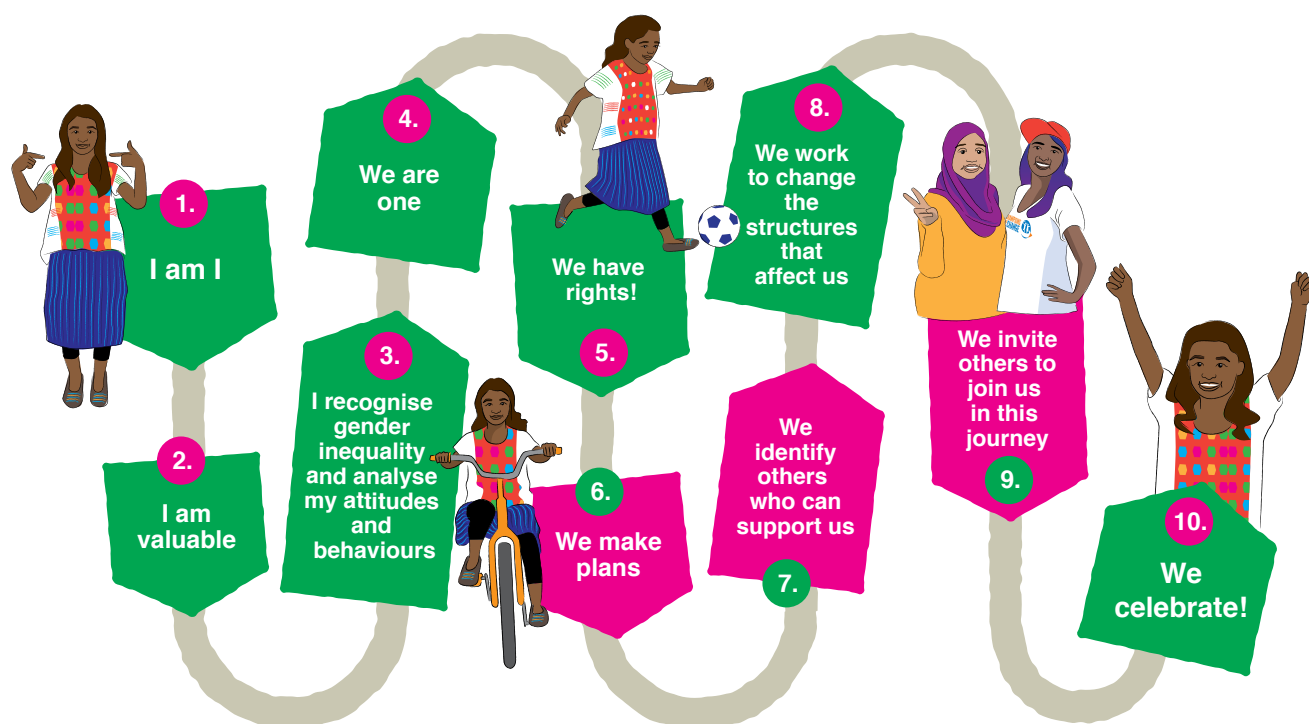 1.
I am I
2.
I am
valuable
3.
I recognise
gender
inequality
and analyse
my attitudes
and
behaviours
4.
We are
one
We have
rights!
5.
6.
We make
plans
We
identify
others
who can
support us
7.
8.
We work
to change
the
structures
that
affect us
We invite
others to
join us
in this
journey
9.
10.
We
celebrate!